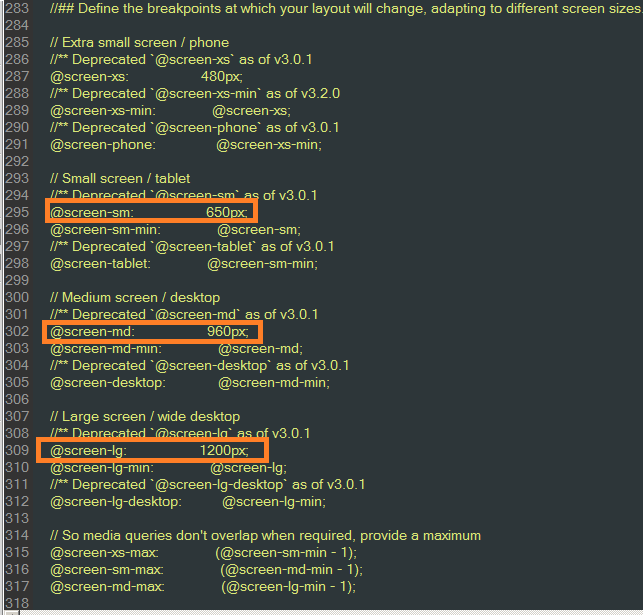 283 //## Define the breakpoints at which your layout will change, adapting to different screen sizes.
284
285 // Extra small screen / phone
286 //** Deprecated `@screen-xs` as of v3.0.1
287 @screen-xs: 480px;
288 //** Deprecated `@screen-xs-min` as of v3.2.0
289 @screen-xs-min: @screen-xs;
290 //** Deprecated `@screen-phone` as of v3.0.1
291 @screen-phone: @screen-xs-min;
292
293 // Small screen / tablet
294 //** Deprecated `@screen-sm` as of v3.0.1
295 @screen-sm: 650px;
296 @screen-sm-min: @screen-sm;
297 //** Deprecated `@screen-tablet` as of v3.0.1
298 @screen-tablet: @screen-sm-min;
299
300 // Medium screen / desktop
301 //** Deprecated `@screen-md` as of v3.0.1
302 @screen-md: 960px;
303 @screen-md-min: @screen-md;
304 //** Deprecated `@screen-desktop` as of v3.0.1
305 @screen-desktop: @screen-md-min;
306
307 // Large screen / wide desktop
308 //** Deprecated `@screen-lg` as of v3.0.1
309 @screen-lg: 1200px;
310 @screen-lg-min: @screen-lg;
311 //** Deprecated `@screen-lg-desktop` as of v3.0.1
312 @screen-lg-desktop: @screen-lg-min;
313
314 // So media queries don't overlap when required, provide a maximum
315 @screen-xs-max: (@screen-sm-min - 1);
316 @screen-sm-max: (@screen-md-min - 1);
317 @screen-md-max: (@screen-lg-min - 1);
318